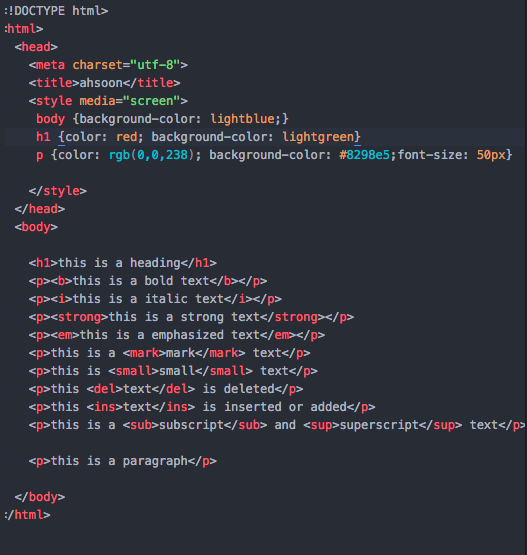 <!DOCTYPE html>
<html>
<head>
<meta charset="utf-8">
<title>ahsoon</title>
<style media="screen">
body {background-color: lightblue;}
h1 {color: red; background-color: lightgreen}
p {color: rgb(0,0,238); background-color: #8298e5;font-size: 50px}
</style>
</head>
<body>
<h1>this is a heading</h1>
<p><b>this is a bold text</b></p>
<p><i>this is a italic text</i></p>
<p><strong>this is a strong text</strong></p>
<p><em>this is a emphasized text</em></p>
<p>this is a <mark>mark</mark> text</p>
<p>this is <small>small</small> text</p>
<p>this <del>text</del> is deleted</p>
<p>this <ins>text</ins> is inserted or added</p>
<p>this is a <sub>subscript</sub> and <sup>superscript</sup> text</p>
<p>this is a paragraph</p>
</body>
</html>